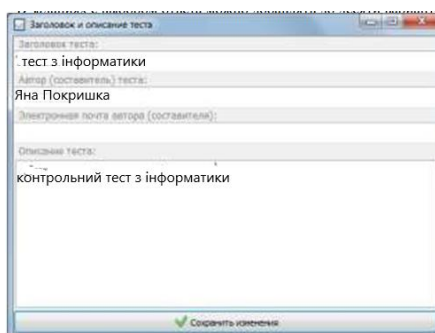 Заголовок и описание теста
Заголовок теста:
тест з інформатики
Автор (составитель) теста:
Яна Покришка
Электронная почта автора (составителя):
Описание теста:
контрольний тест з інформатики
Сохранить изменения